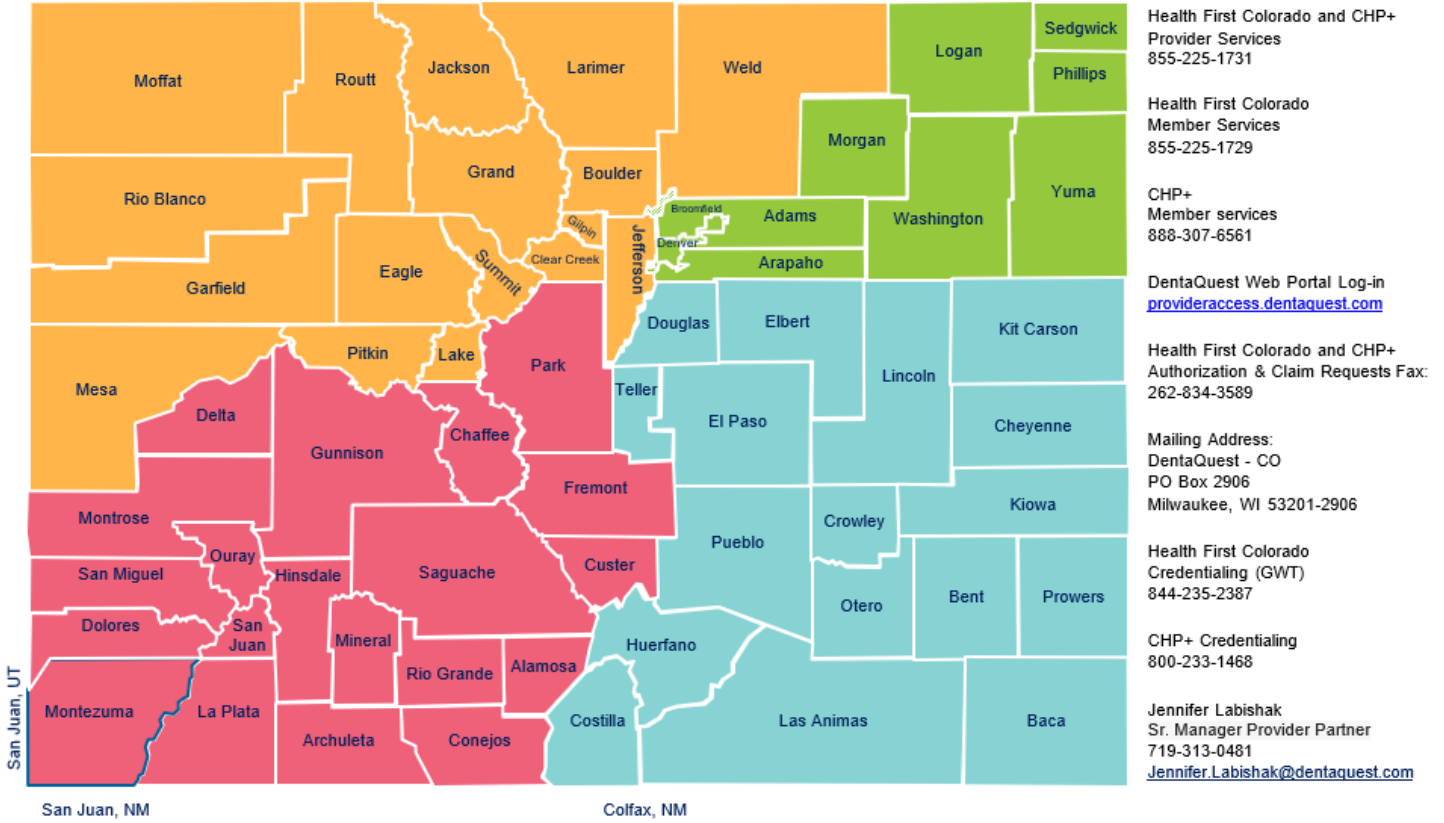 Moffat
Routt
Jackson
Larimer
Weld
Logan
Sedgwick
Phillips
Morgan
Grand
Boulder
Rio Blanco
Yuma
Washington
Adams
Broomfield
Gilpin
Denver
Jefferson
Clear Creek
Arapaho
Eagle
Summit
Garfield
Douglas
Elbert
Kit Carson
Pitkin
Lake
Park
Mesa
Teller
Lincoln
Delta
Chaffee
El Paso
Cheyenne
Gunnison
Fremont
Kiowa
Montrose
Crowley
Pueblo
Ouray
San Miguel
Hinsdale
Saguache
Custer
Otero
Bent
Prowers
Dolores
San
Juan
Mineral
Huerfano
Rio Grande
Alamosa
Montezuma
La Plata
Archuleta
Conejos
Costilla
Las Animas
Baca
San Juan, UT
San Juan, NM
Colfax, NM
Health First Colorado and CHP+
Provider Services
855-225-1731
Health First Colorado
Member Services
855-225-1729
CHP+
Member services
888-307-6561
DentaQuest Web Portal Log-in
provideraccess.dentaquest.com
Health First Colorado and CHP+
Authorization & Claim Requests Fax:
262-834-3589
Mailing Address:
DentaQuest - CO
PO Box 2906
Milwaukee, WI 53201-2906
Health First Colorado
Credentialing (GWT)
844-235-2387
CHP+ Credentialing
800-233-1468
Jennifer Labishak
Sr. Manager Provider Partner
719-313-0481
Jennifer.Labishak@dentaquest.com